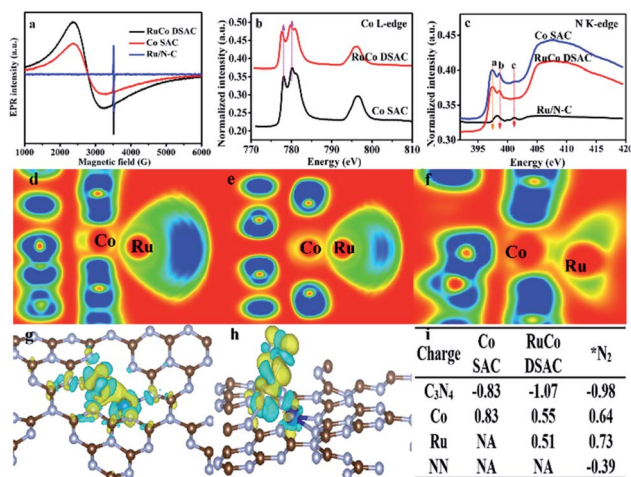 a
RuCo DSAC
Co SAC
Ru/N-C
EPR intensity (a.u.)
1000 2000 3000 4000 5000 6000
Magnetic field (G)
b
Co L-edge
0.50
0.45
0.40
0.35
0.30
0.25
0.20
RuCo DSAC
Co SAC
Normalized intensity (a.u.)
770 780 790 800 810
Energy (eV)
c
N K-edge
0.45
0.40
0.35
0.30
Co SAC
RuCo DSAC
Ru/N-C
a
b
c
Normalized intensity (a.u.)
395 400 405 410 415 420
Energy (eV)
d
Co
Ru
e
Co
Ru
f
Co
Ru
g
h
i
Charge Co SAC RuCo DSAC *N2
C3N4 -0.83 -1.07 -0.98
Co 0.83 0.55 0.64
Ru NA 0.51 0.73
NN NA NA -0.39